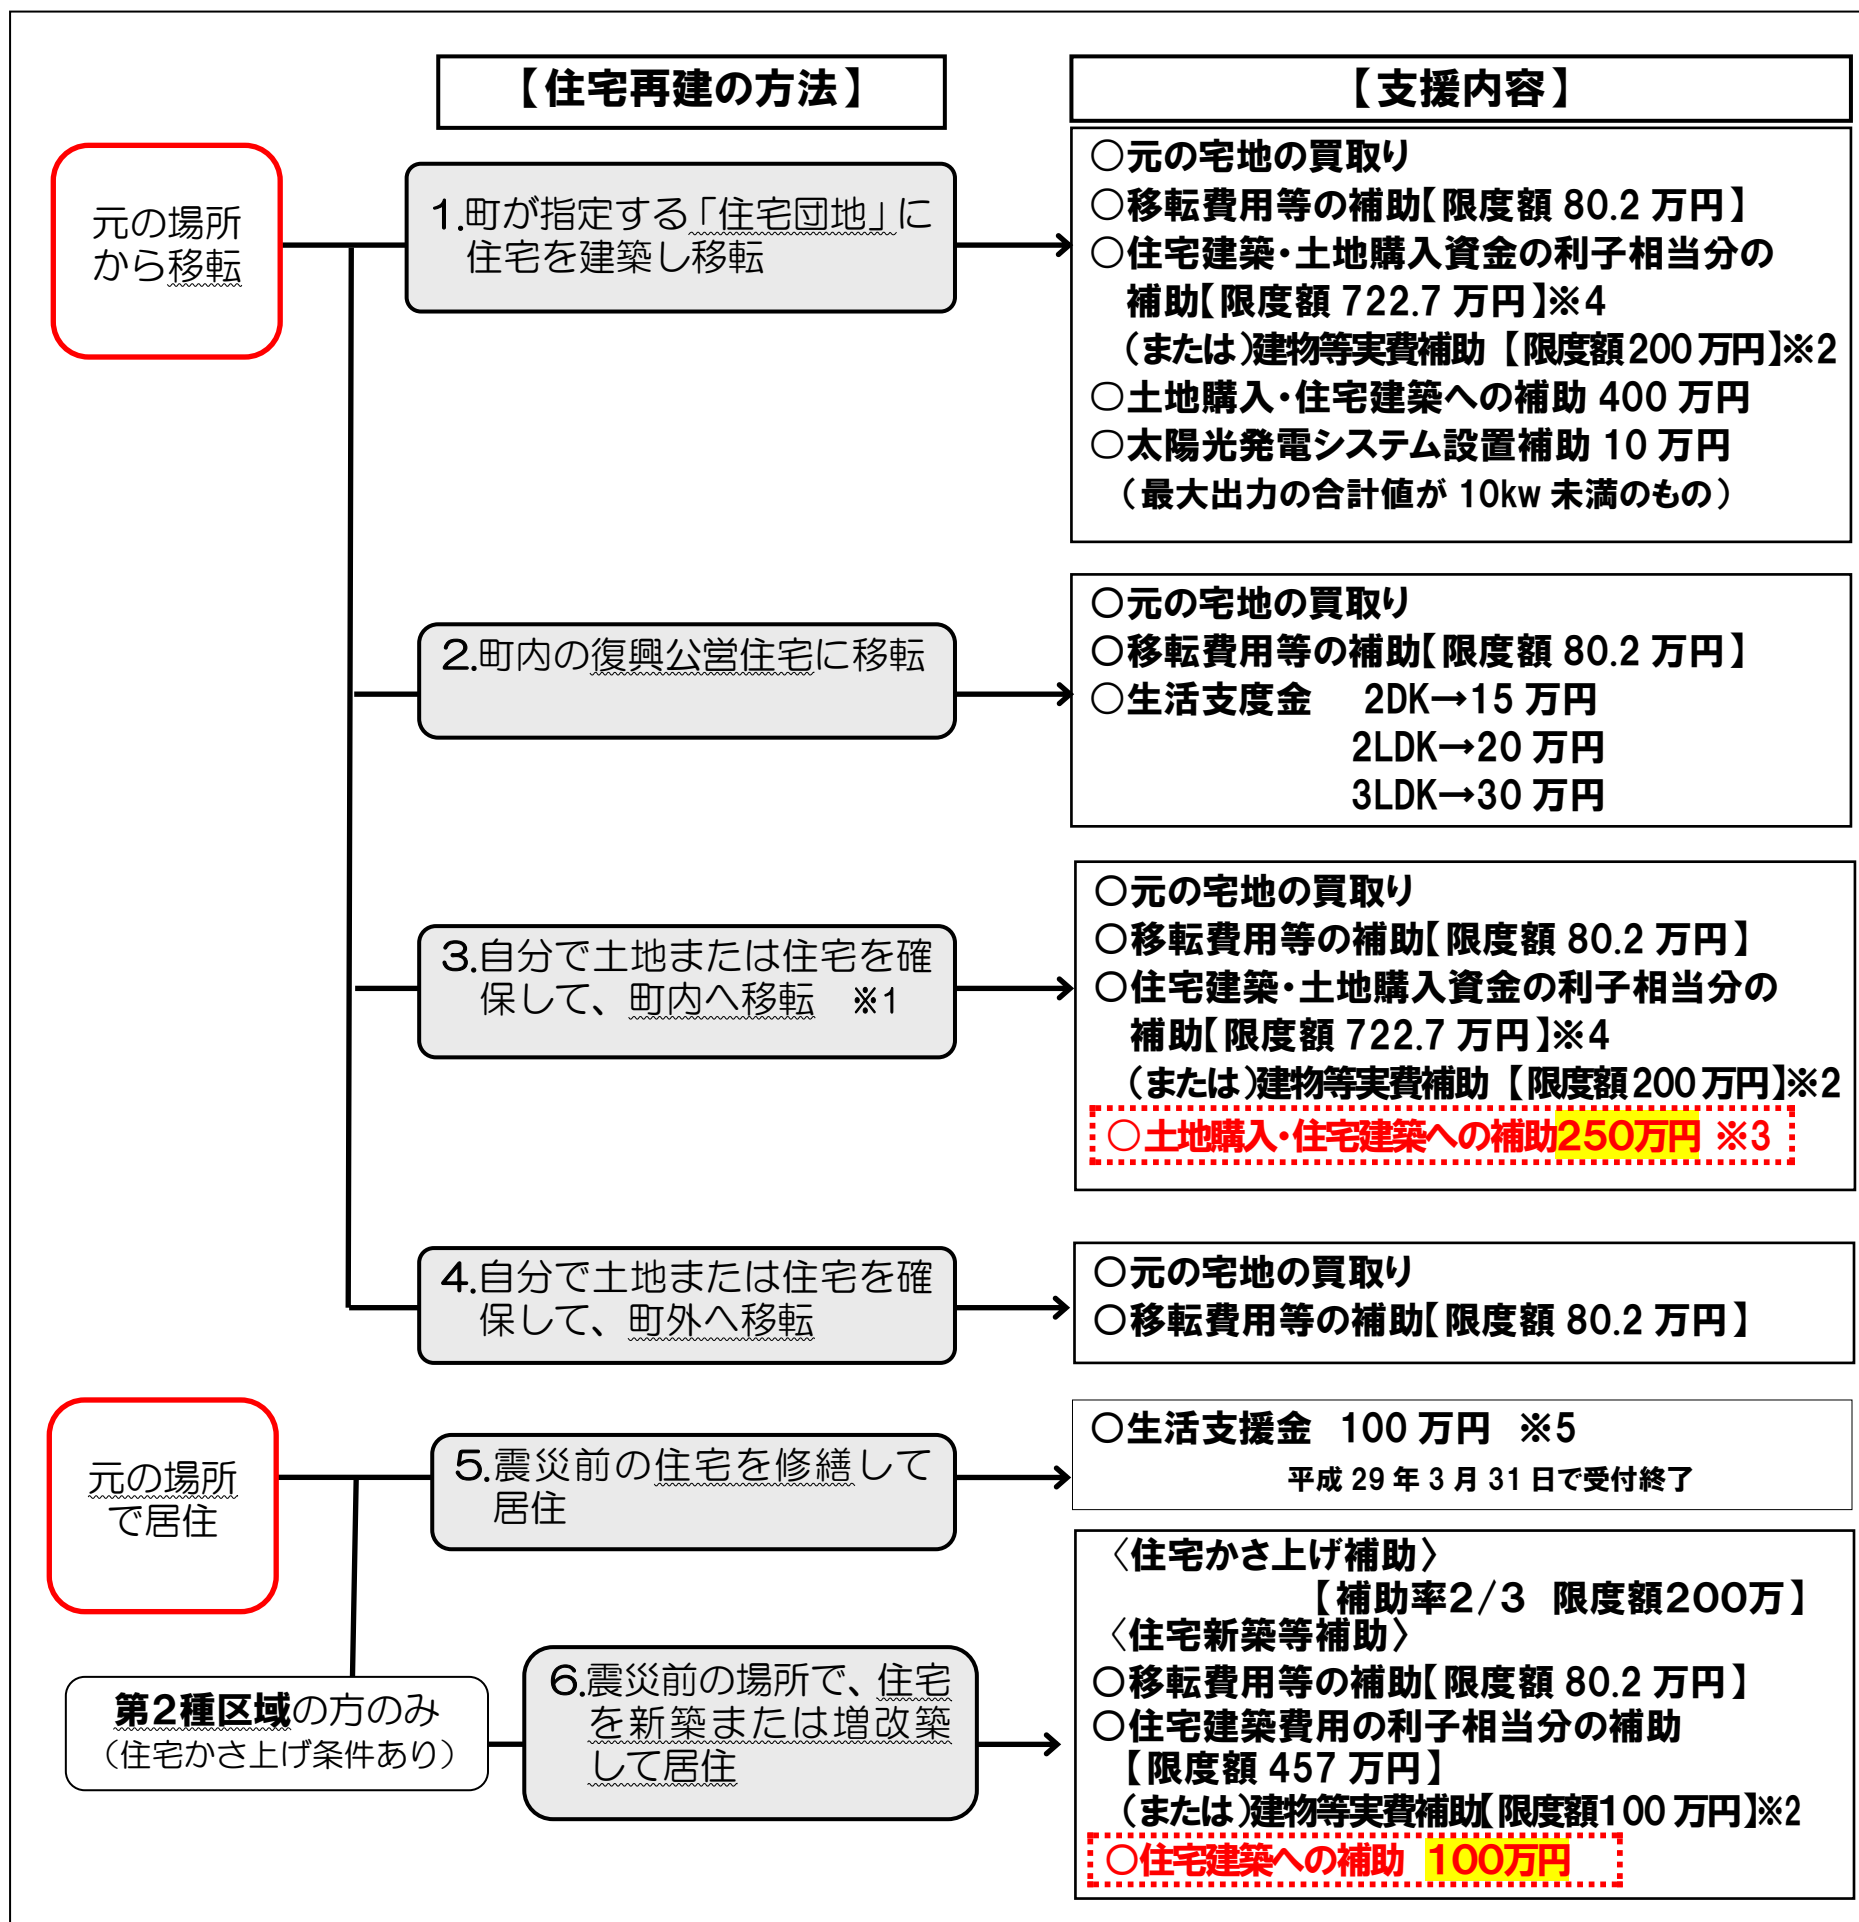 【住宅再建の方法】
【支援内容】
元の場所
から移転
1.町が指定する「住宅団地」に
住宅を建築し移転
○元の宅地の買取り
○移転費用等の補助【限度額 80.2 万円】
○住宅建築・土地購入資金の利子相当分の
補助【限度額 722.7 万円】※4
(または)建物等実費補助【限度額200万円】※2
○土地購入・住宅建築への補助 400 万円
○太陽光発電システム設置補助 10 万円
(最大出力の合計値が 10kw 未満のもの)
2.町内の復興公営住宅に移転
○元の宅地の買取り
○移転費用等の補助【限度額 80.2 万円】
○生活支度金 2DK→15 万円
2LDK→20 万円
3LDK→30 万円
3.自分で土地または住宅を確
保して、町内へ移転 ※1
○元の宅地の買取り
○移転費用等の補助【限度額 80.2 万円】
○住宅建築・土地購入資金の利子相当分の
補助【限度額 722.7 万円】※4
(または)建物等実費補助【限度額200万円】※2
○土地購入・住宅建築への補助250万円 ※3
4.自分で土地または住宅を確
保して、町外へ移転
○元の宅地の買取り
○移転費用等の補助【限度額 80.2 万円】
元の場所
で居住
5.震災前の住宅を修繕して
居住
○生活支援金 100 万円 ※5
平成 29 年 3 月 31 日で受付終了
第2種区域の方のみ
(住宅かさ上げ条件あり)
6.震災前の場所で、住宅
を新築または増改築
して居住
〈住宅かさ上げ補助〉
【補助率2/3 限度額200万】
〈住宅新築等補助〉
○移転費用等の補助【限度額 80.2 万円】
○住宅建築費用の利子相当分の補助
【限度額 457 万円】
(または)建物等実費補助【限度額100 万円】※2
○住宅建築への補助 100万円